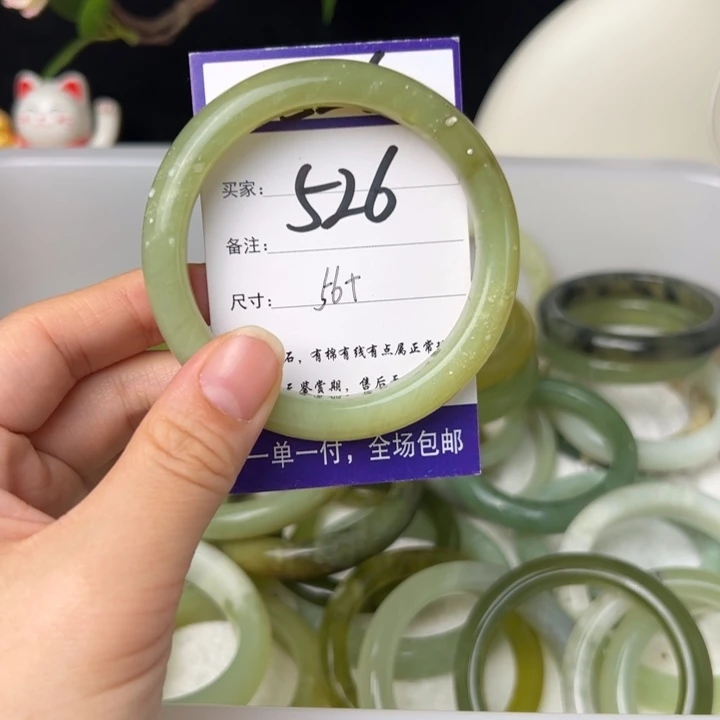 买家: 526
备注:
尺寸: 56+
石，有棉有线有点属正常
鉴赏期，售后
一单一付，全场包邮